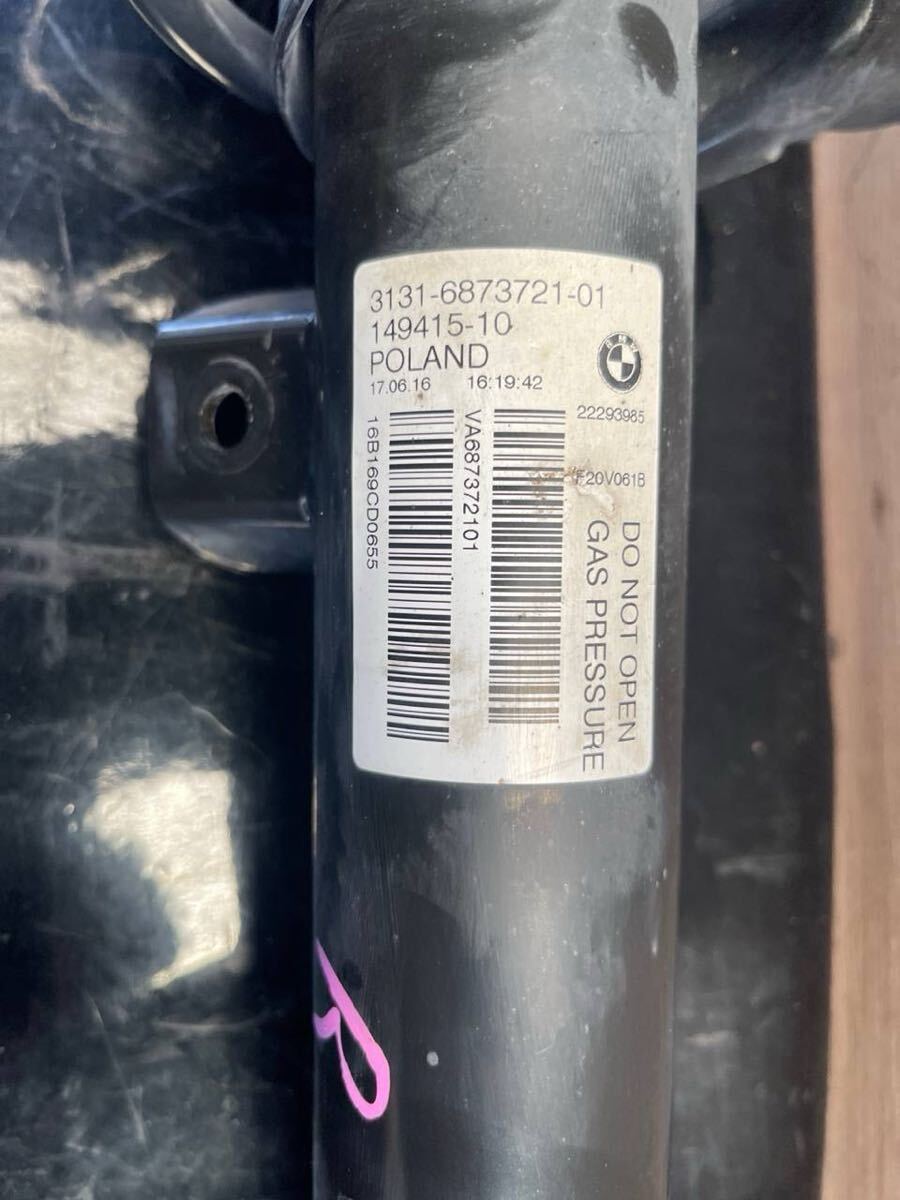 3131-6873721-01
149415-10
POLAND
17.06.16 16:19:42
BMW
22293985
F20V061B
16B169CD0655
VA687372101
DO NOT OPEN
GAS PRESSURE
R